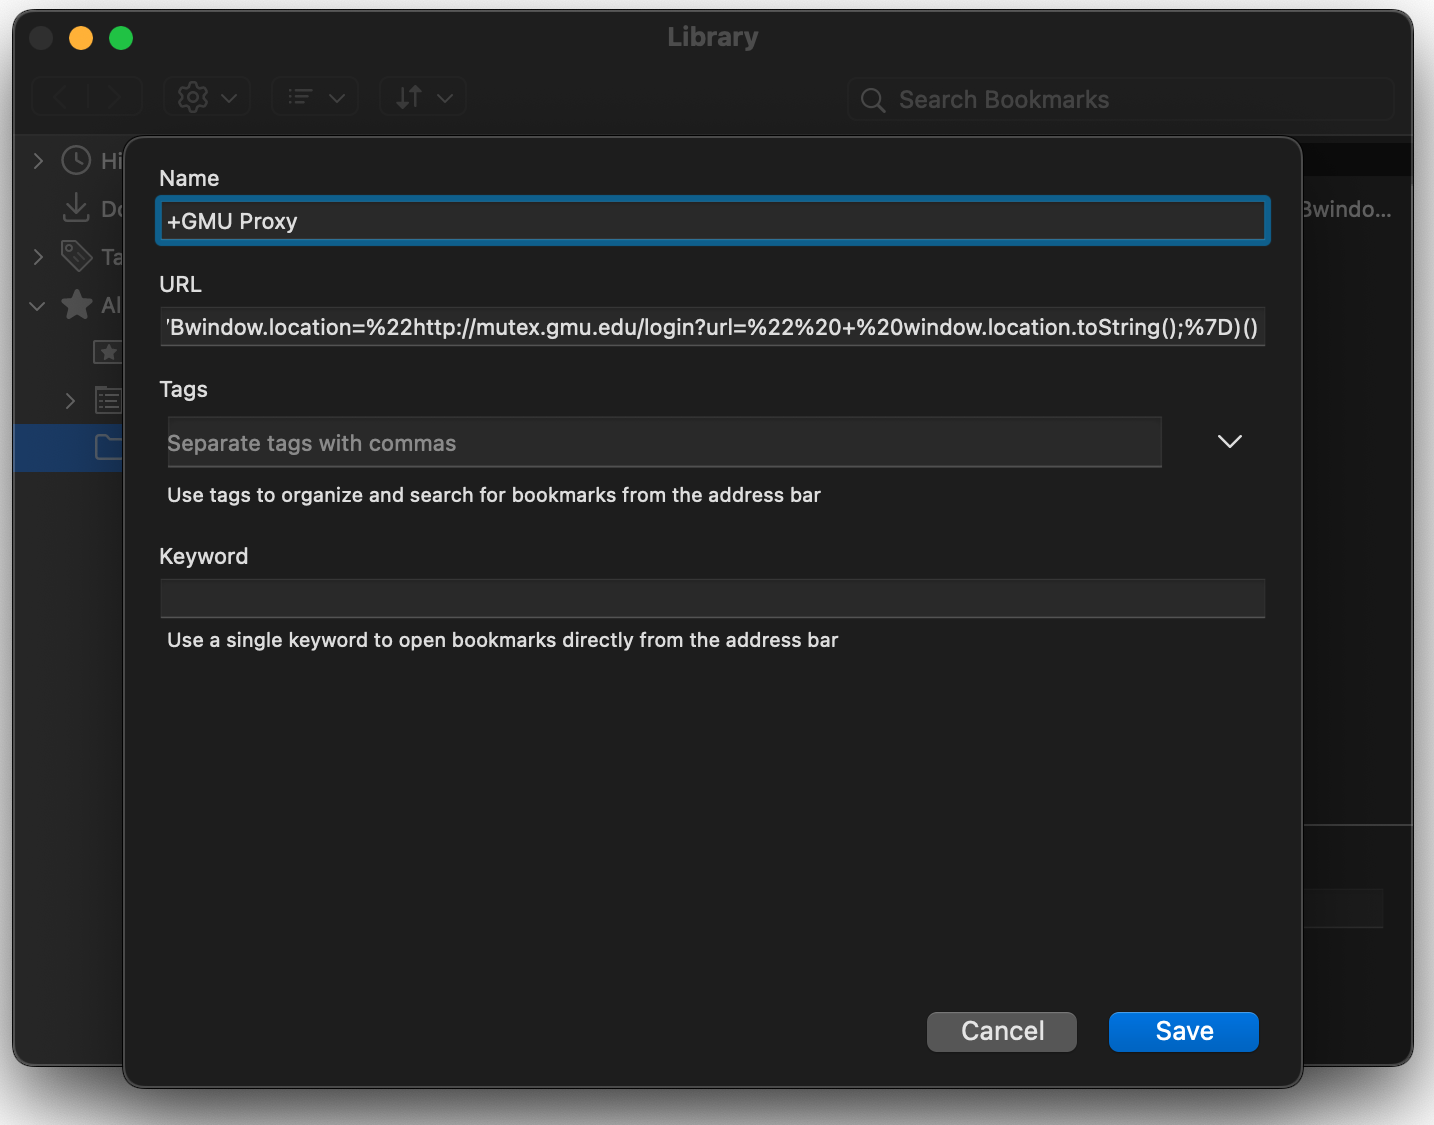 Library
Search Bookmarks
Hi
Do
Bwindo...
Ta
Al
Name
+GMU Proxy
URL
Bwindow.location=%22http://mutex.gmu.edu/login?url=%22%20+%20window.location.toString();%7D)()
Tags
Separate tags with commas
Use tags to organize and search for bookmarks from the address bar
Keyword
Use a single keyword to open bookmarks directly from the address bar
Cancel
Save